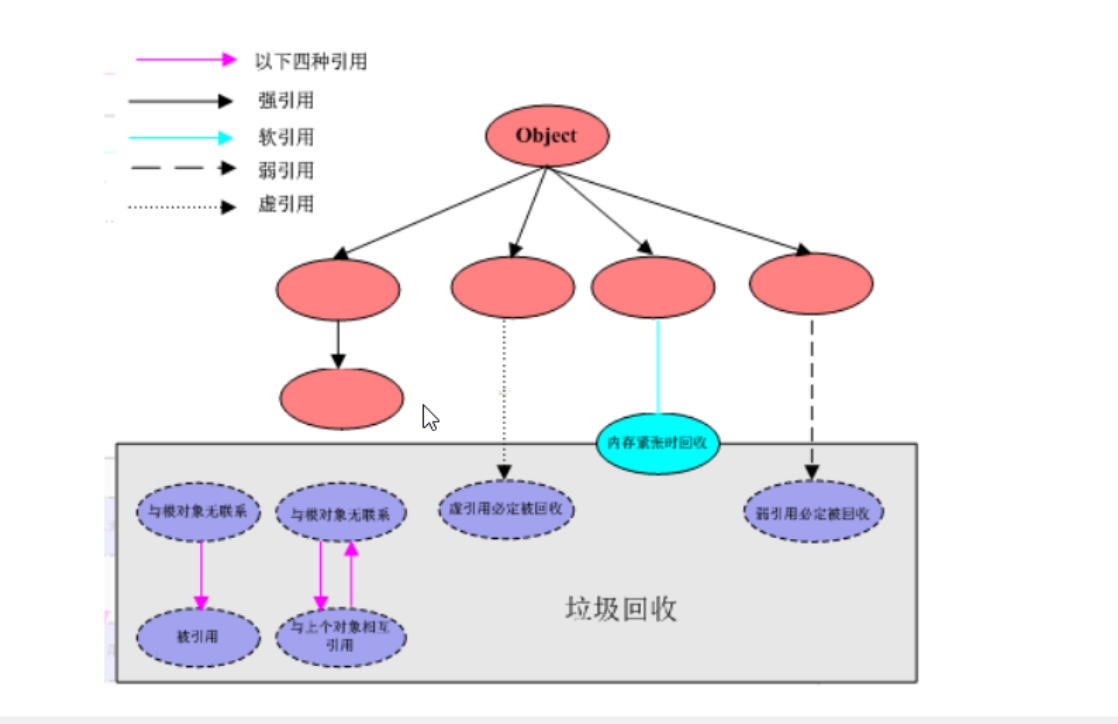 以下四种引用
强引用
软引用
弱引用
虚引用
Object
内存紧张时回收
与根对象无联系
与根对象无联系
虚引用必定被回收
弱引用必定被回收
垃圾回收
被引用
与上个对象相互
引用